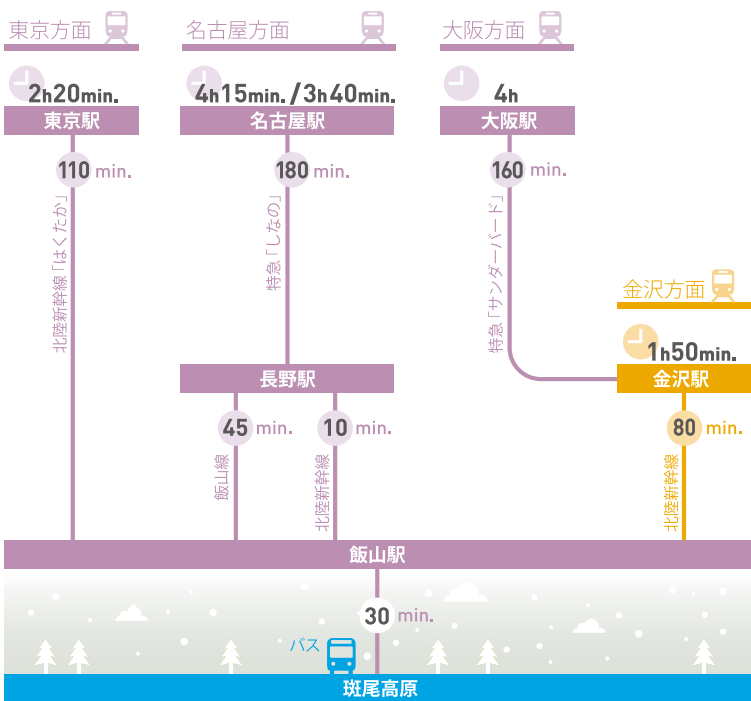 東京方面
2h20min.
東京駅
110 min.
北陸新幹線「はくたか」
名古屋方面
4h15min./3h40min.
名古屋駅
180 min.
特急「しなの」
長野駅
45 min.
飯山線
10 min.
北陸新幹線
大阪方面
4h
大阪駅
160 min.
特急「サンダーバード」
金沢方面
1h50min.
金沢駅
80 min.
北陸新幹線
飯山駅
30 min.
バス
斑尾高原